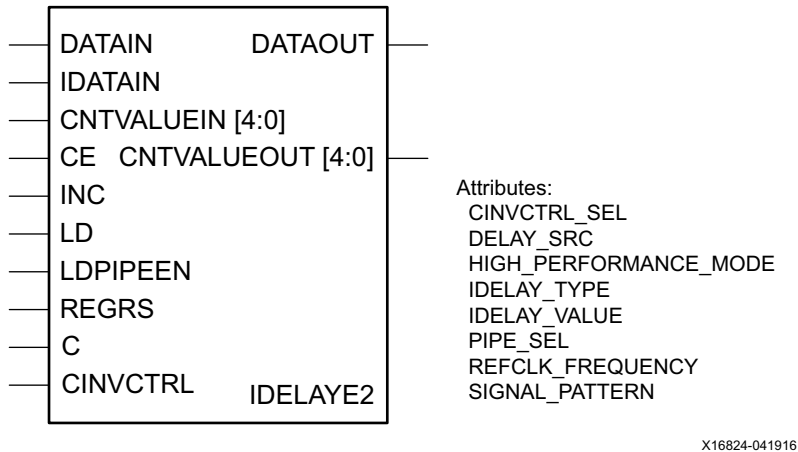 DATAIN DATAOUT
IDATAIN
CNTVALUEIN [4:0]
CE CNTVALUEOUT [4:0]
INC
LD
LDPIPEEN
REGRS
C
CINVCTRL IDELAYE2
Attributes:
CINVCTRL_SEL
DELAY_SRC
HIGH_PERFORMANCE_MODE
IDELAY_TYPE
IDELAY_VALUE
PIPE_SEL
REFCLK_FREQUENCY
SIGNAL_PATTERN
X16824-041916